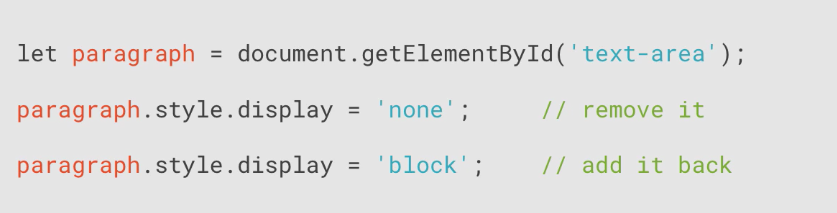 let paragraph = document.getElementById('text-area');
paragraph.style.display = 'none';     // remove it
paragraph.style.display = 'block';    // add it back